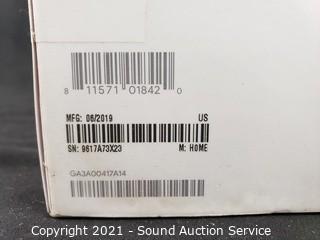 8 11571 01842 0
MFG: 06/2019 US
SN: 9617A73X23 M: HOME
GA3A00417A14
Copyright 2021 - Sound Auction Service